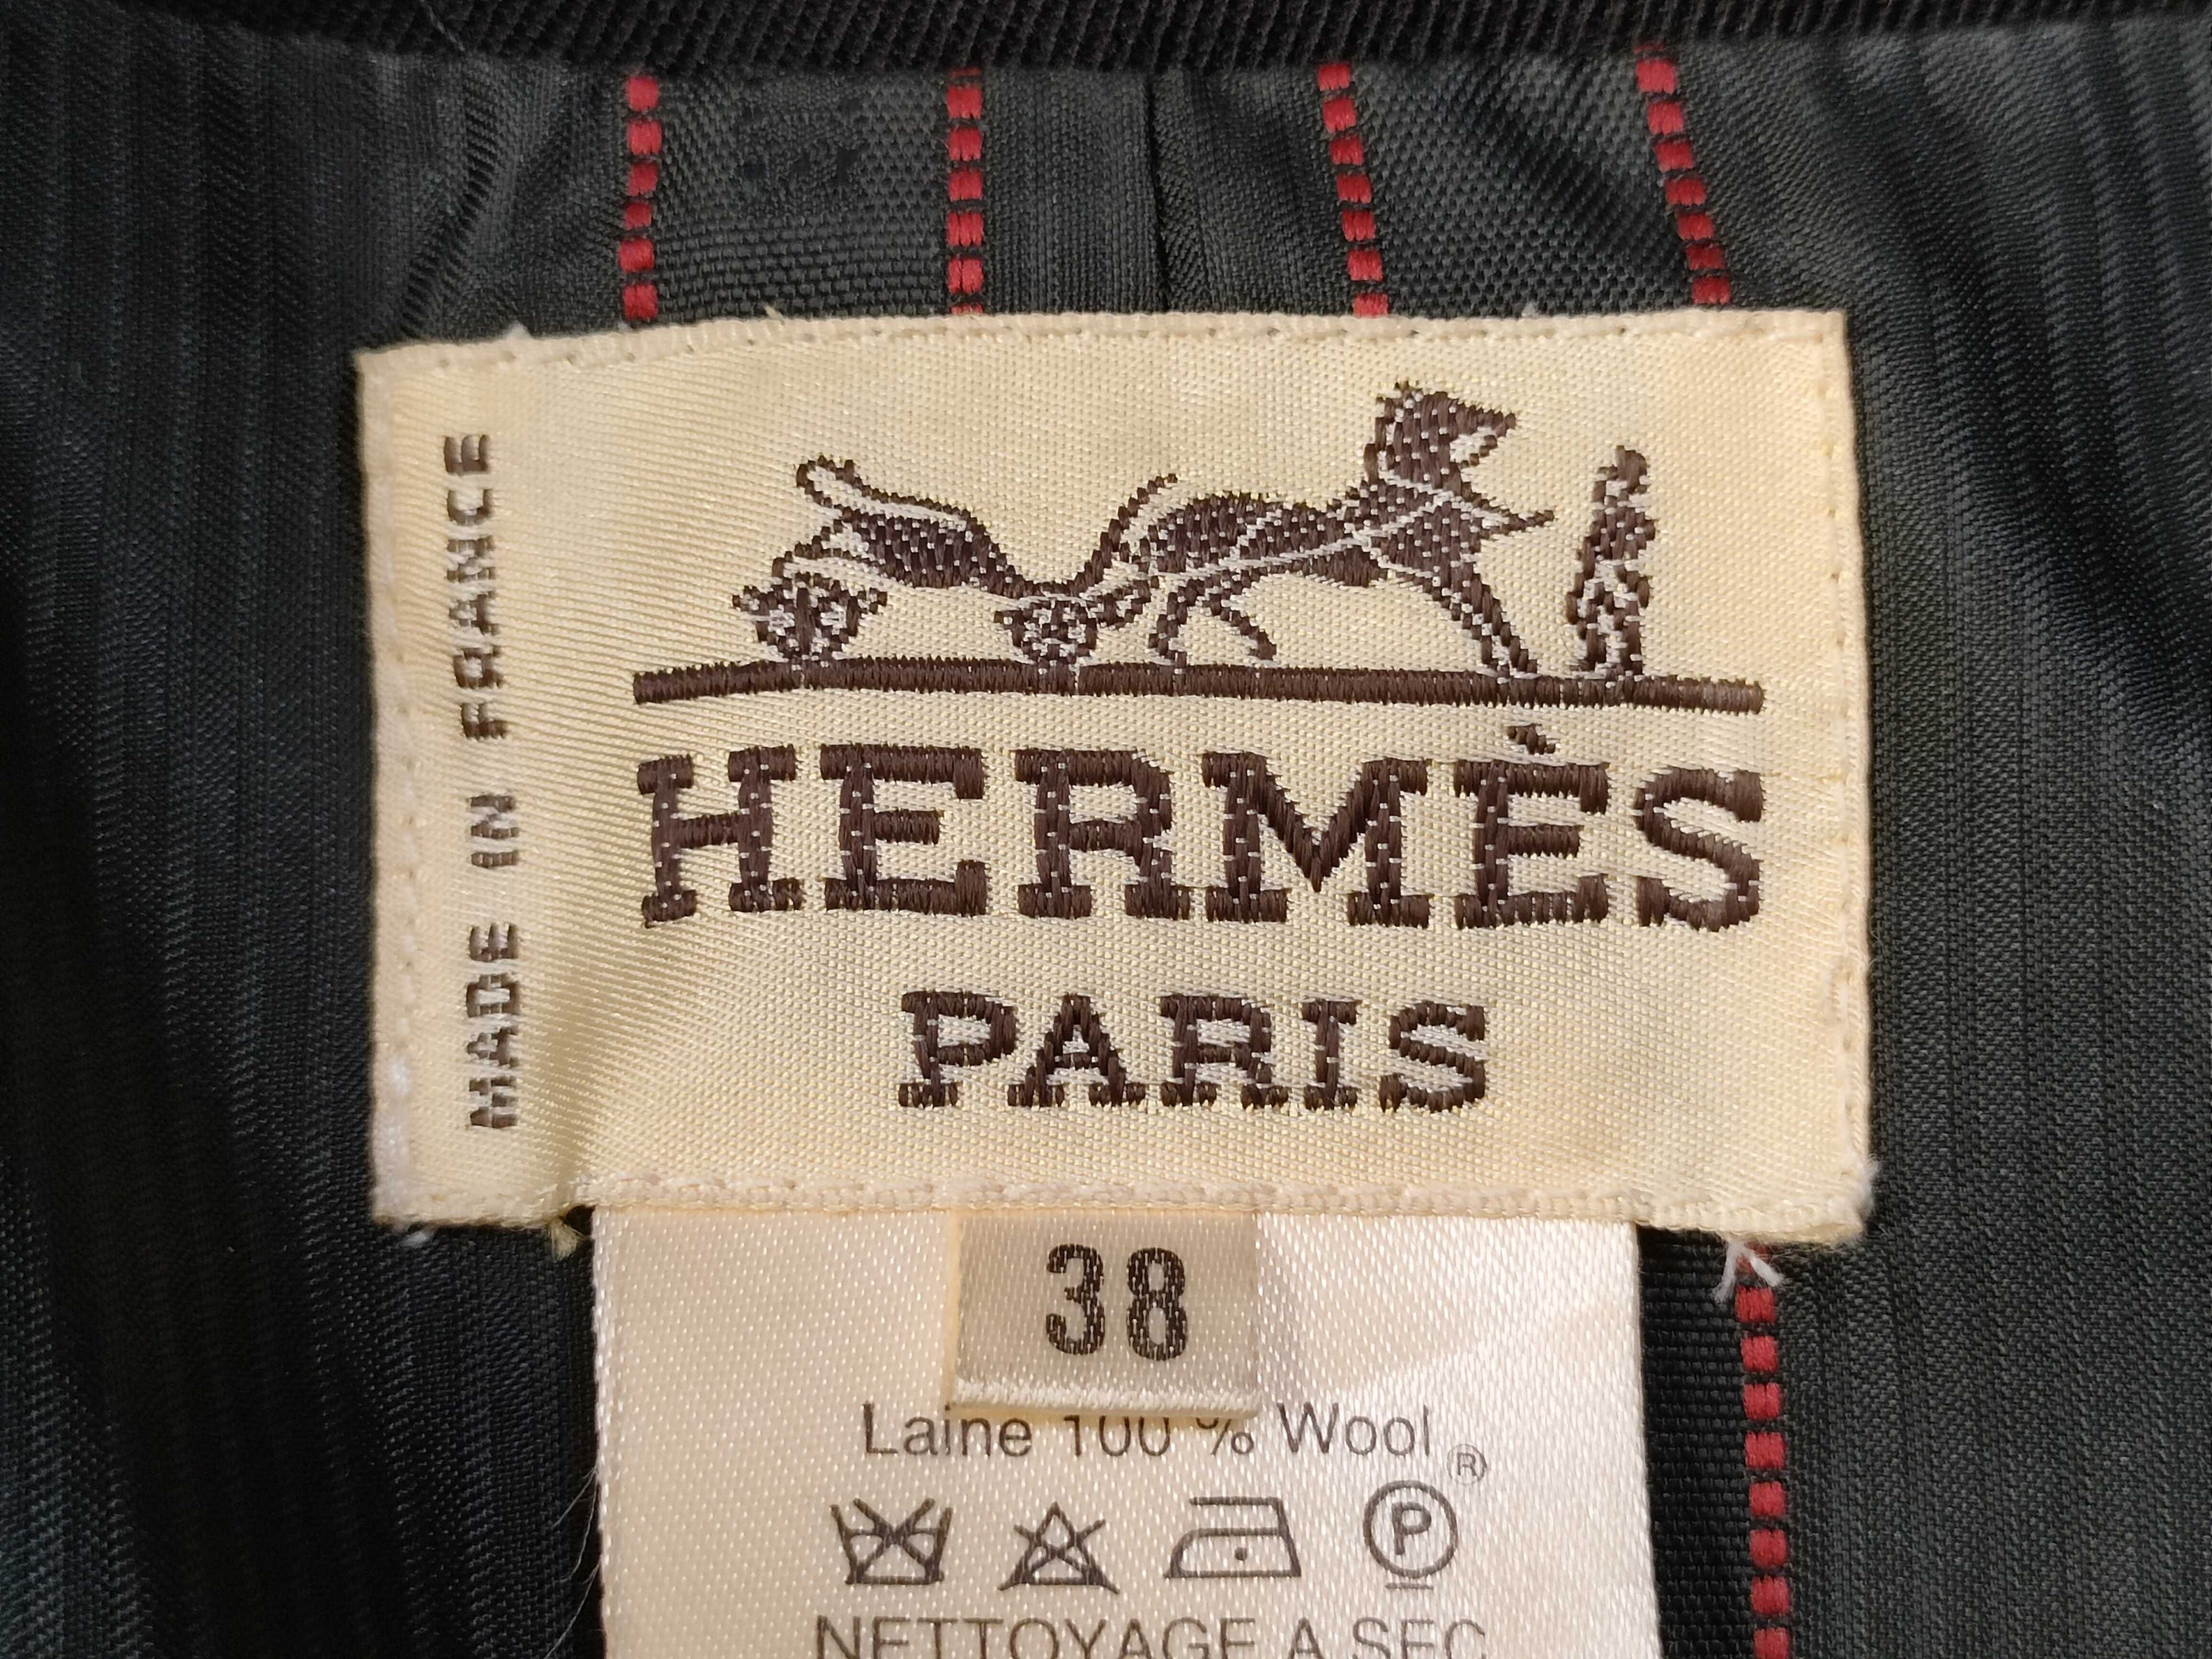 MADE IN FRANCE
HERMÈS
PARIS
38
Laine 100 % Wool
®
P
NETTOYAGE A SEC